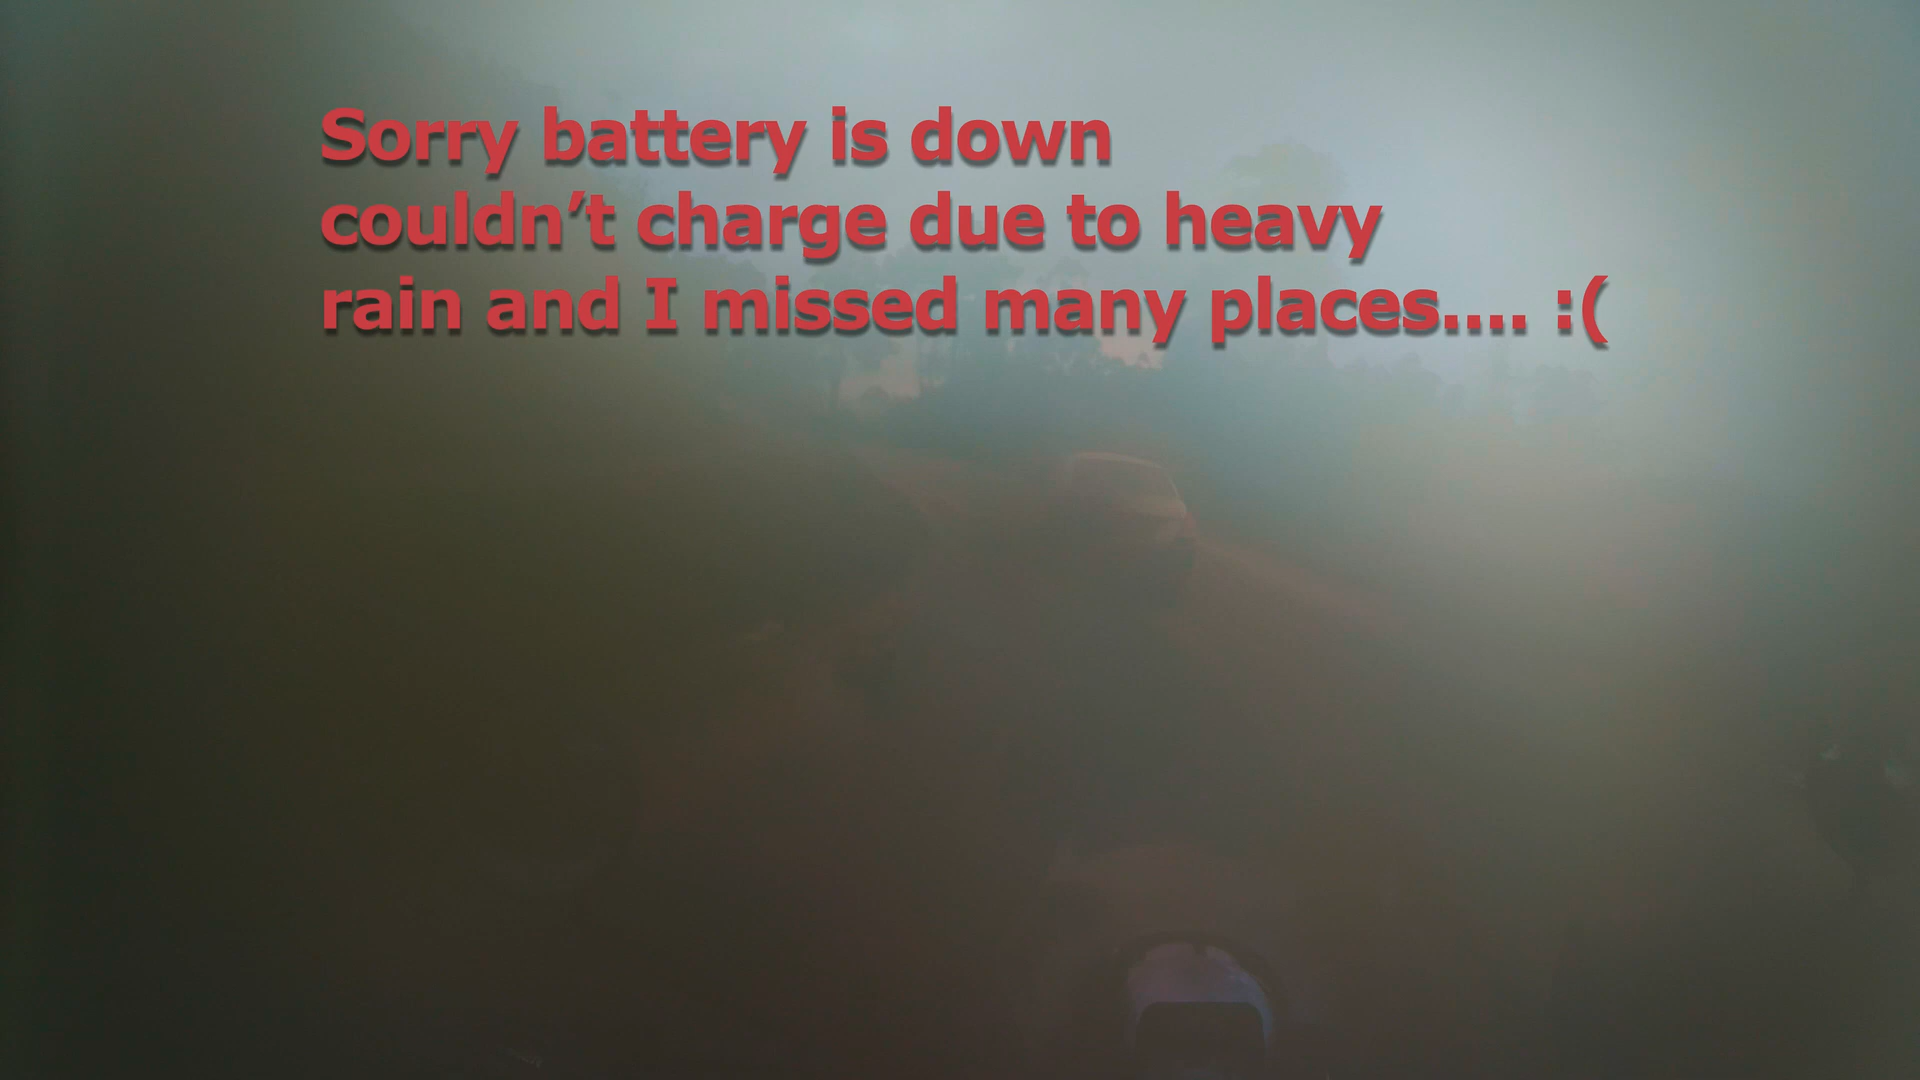 Sorry battery is down
couldn’t charge due to heavy
rain and I missed many places.... :(